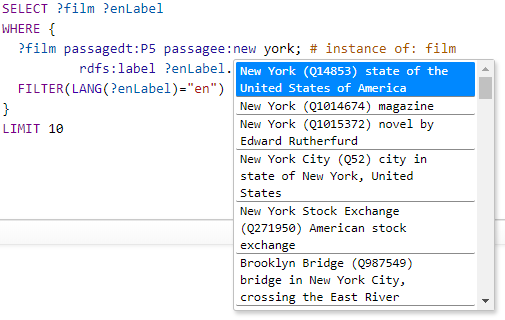 SELECT ?film ?enLabel
WHERE {
?film passagedt:P5 passagee:new york; # instance of: film
rdfs:label ?enLabel.
FILTER(LANG(?enLabel)="en")
}
LIMIT 10
New York (Q14853) state of the
United States of America
New York (Q1014674) magazine
New York (Q1015372) novel by
Edward Rutherfurd
New York City (Q52) city in
state of New York, United
States
New York Stock Exchange
(Q271950) American stock
exchange
Brooklyn Bridge (Q987549)
bridge in New York City,
crossing the East River